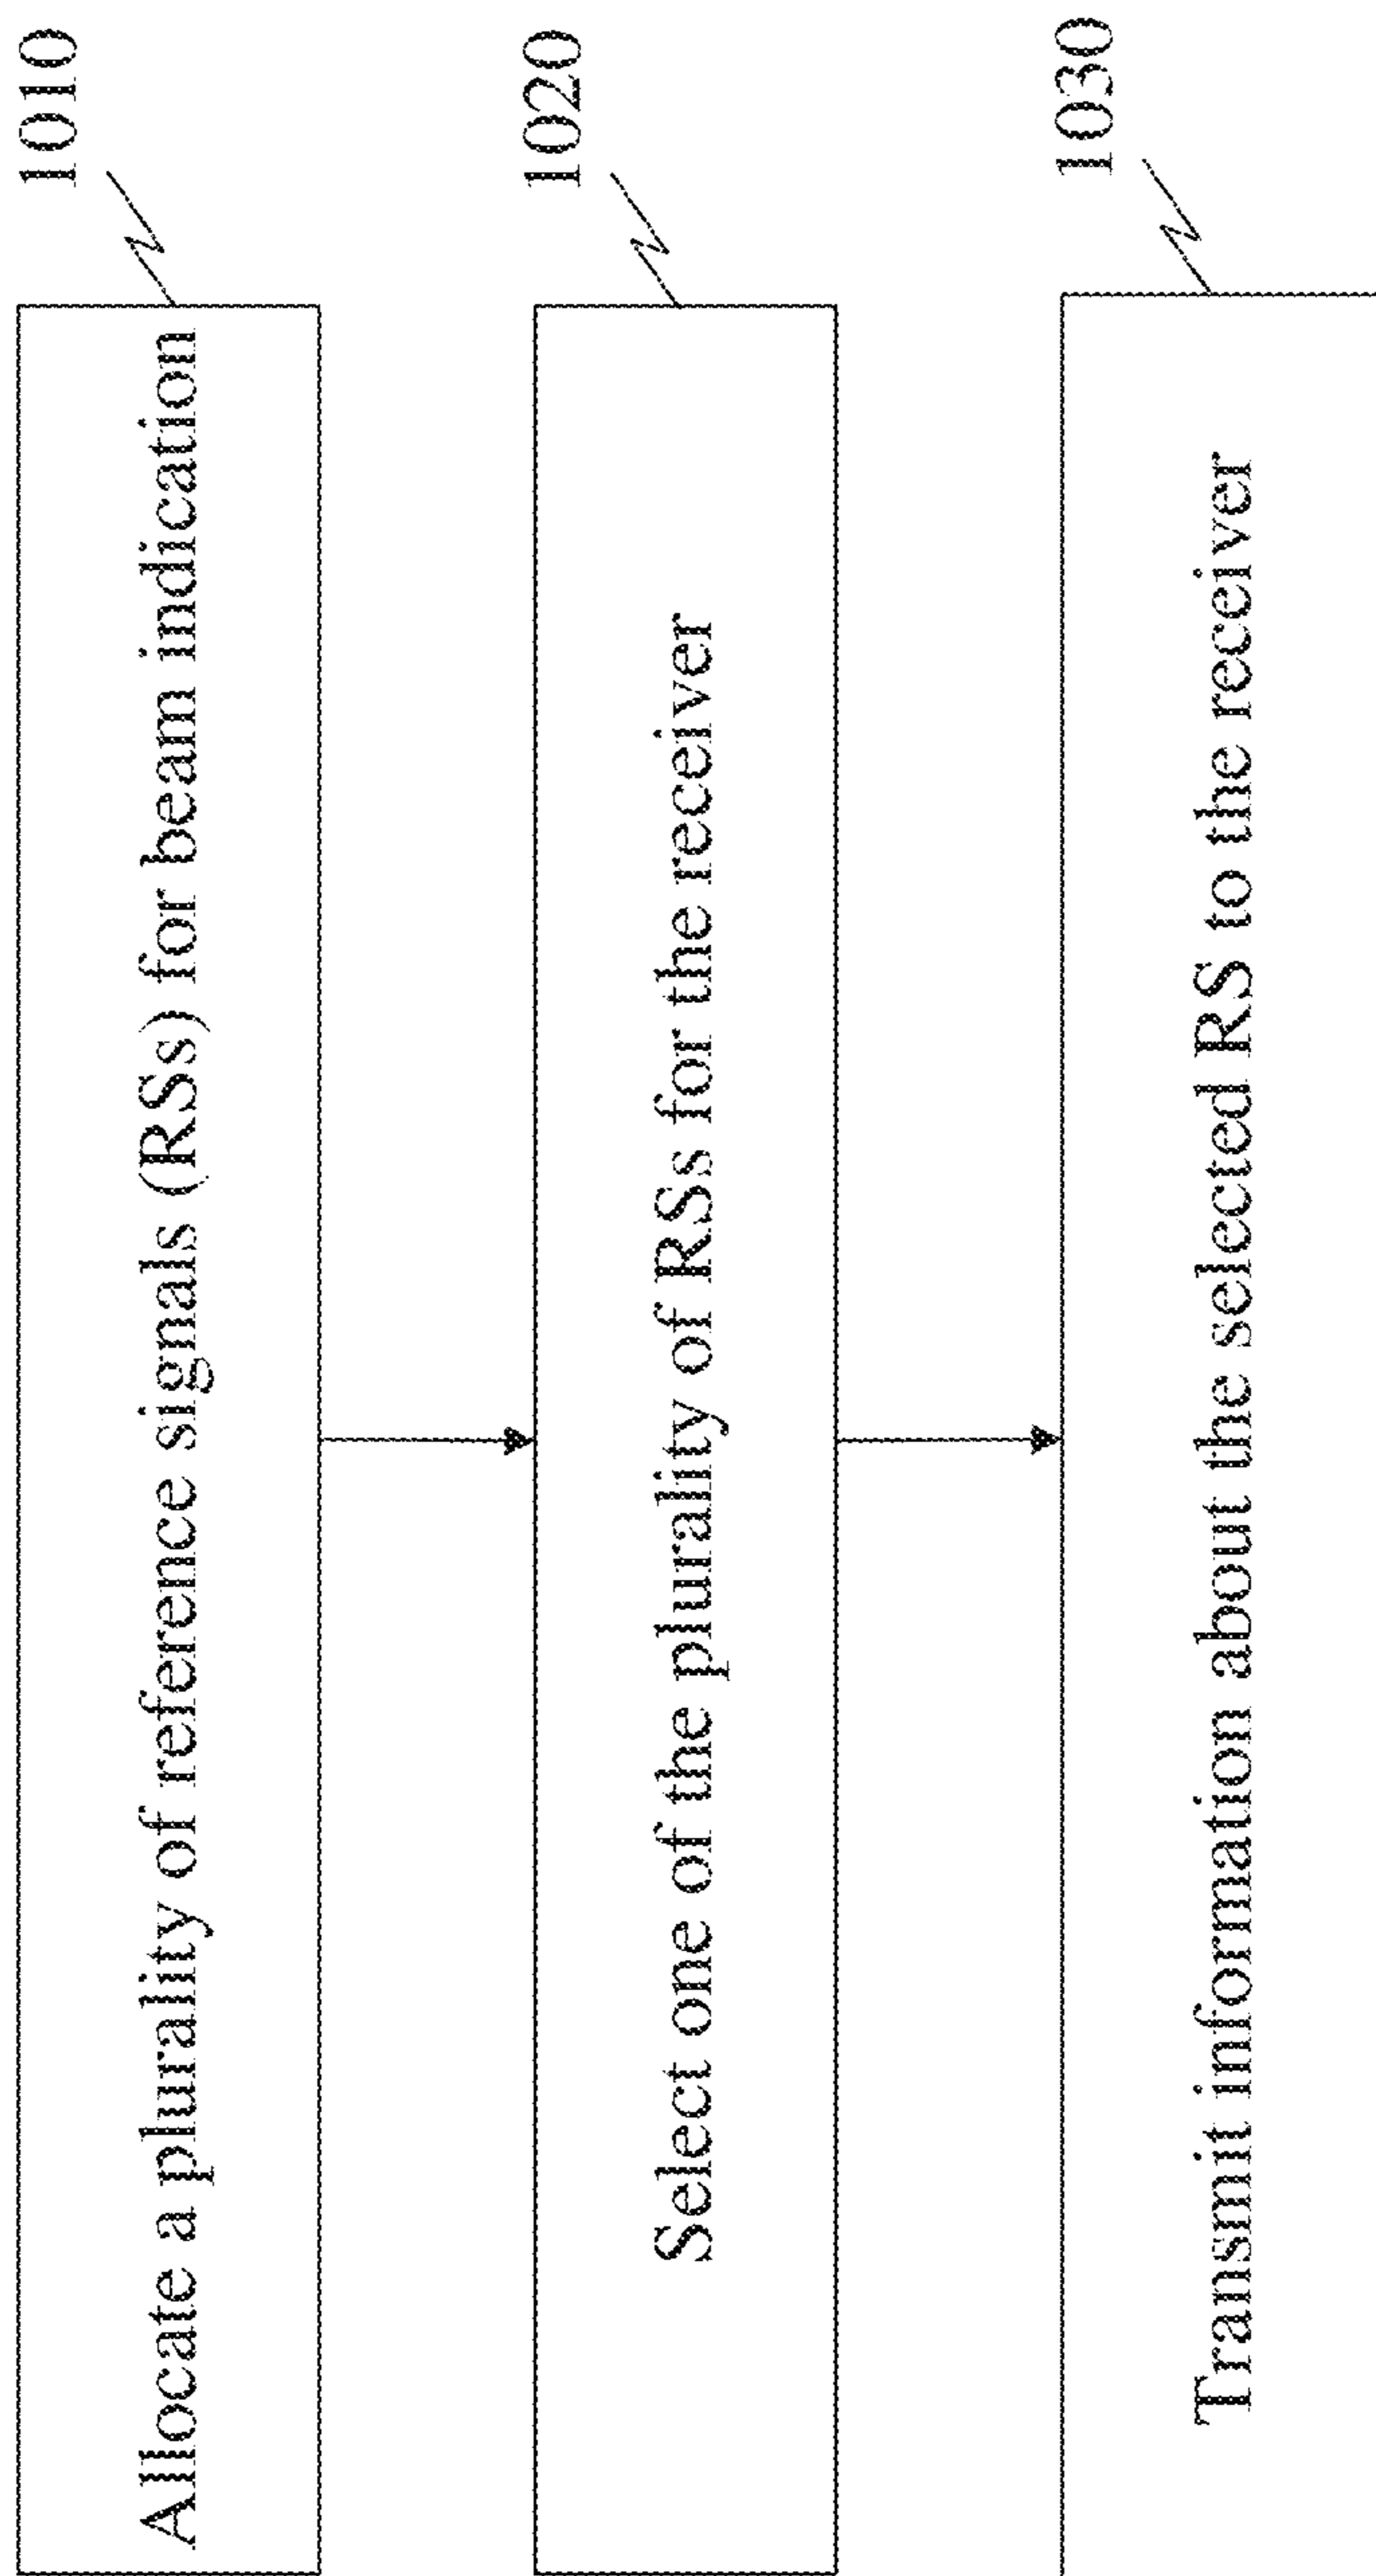 1010
Allocate a plurality of reference signals (RSs) for beam indication
1020
Select one of the plurality of RSs for the receiver
1030
Transmit information about the selected RS to the receiver